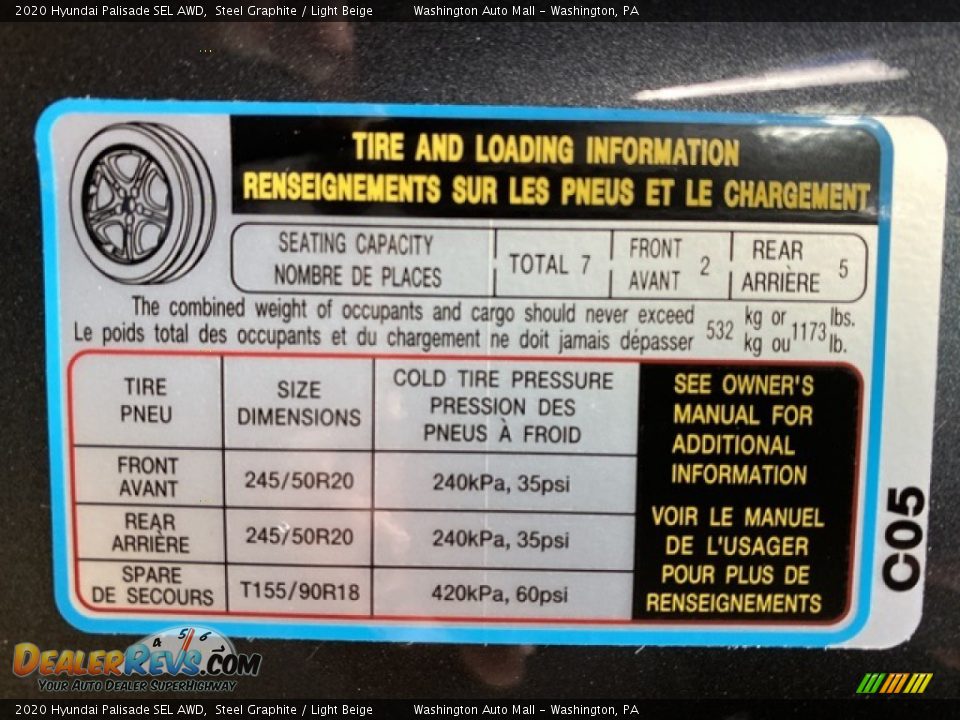 2020 Hyundai Palisade SEL AWD, Steel Graphite / Light Beige Washington Auto Mall - Washington, PA
TIRE AND LOADING INFORMATION
RENSEIGNEMENTS SUR LES PNEUS ET LE CHARGEMENT
SEATING CAPACITY
NOMBRE DE PLACES
TOTAL 7
FRONT
AVANT
2
REAR
ARRIÈRE
5
The combined weight of occupants and cargo should never exceed
Le poids total des occupants et du chargement ne doit jamais dépasser
532
kg or
kg ou
1173
lbs.
lb.
TIRE
PNEU
SIZE
DIMENSIONS
COLD TIRE PRESSURE
PRESSION DES
PNEUS À FROID
FRONT
AVANT
245/50R20
240kPa, 35psi
REAR
ARRIÈRE
245/50R20
240kPa, 35psi
SPARE
DE SECOURS
T155/90R18
420kPa, 60psi
SEE OWNER'S
MANUAL FOR
ADDITIONAL
INFORMATION
VOIR LE MANUEL
DE L'USAGER
POUR PLUS DE
RENSEIGNEMENTS
C05
4 5 6
DEALERREVS.COM
YOUR AUTO DEALER SUPERHIGHWAY
2020 Hyundai Palisade SEL AWD, Steel Graphite / Light Beige Washington Auto Mall - Washington, PA